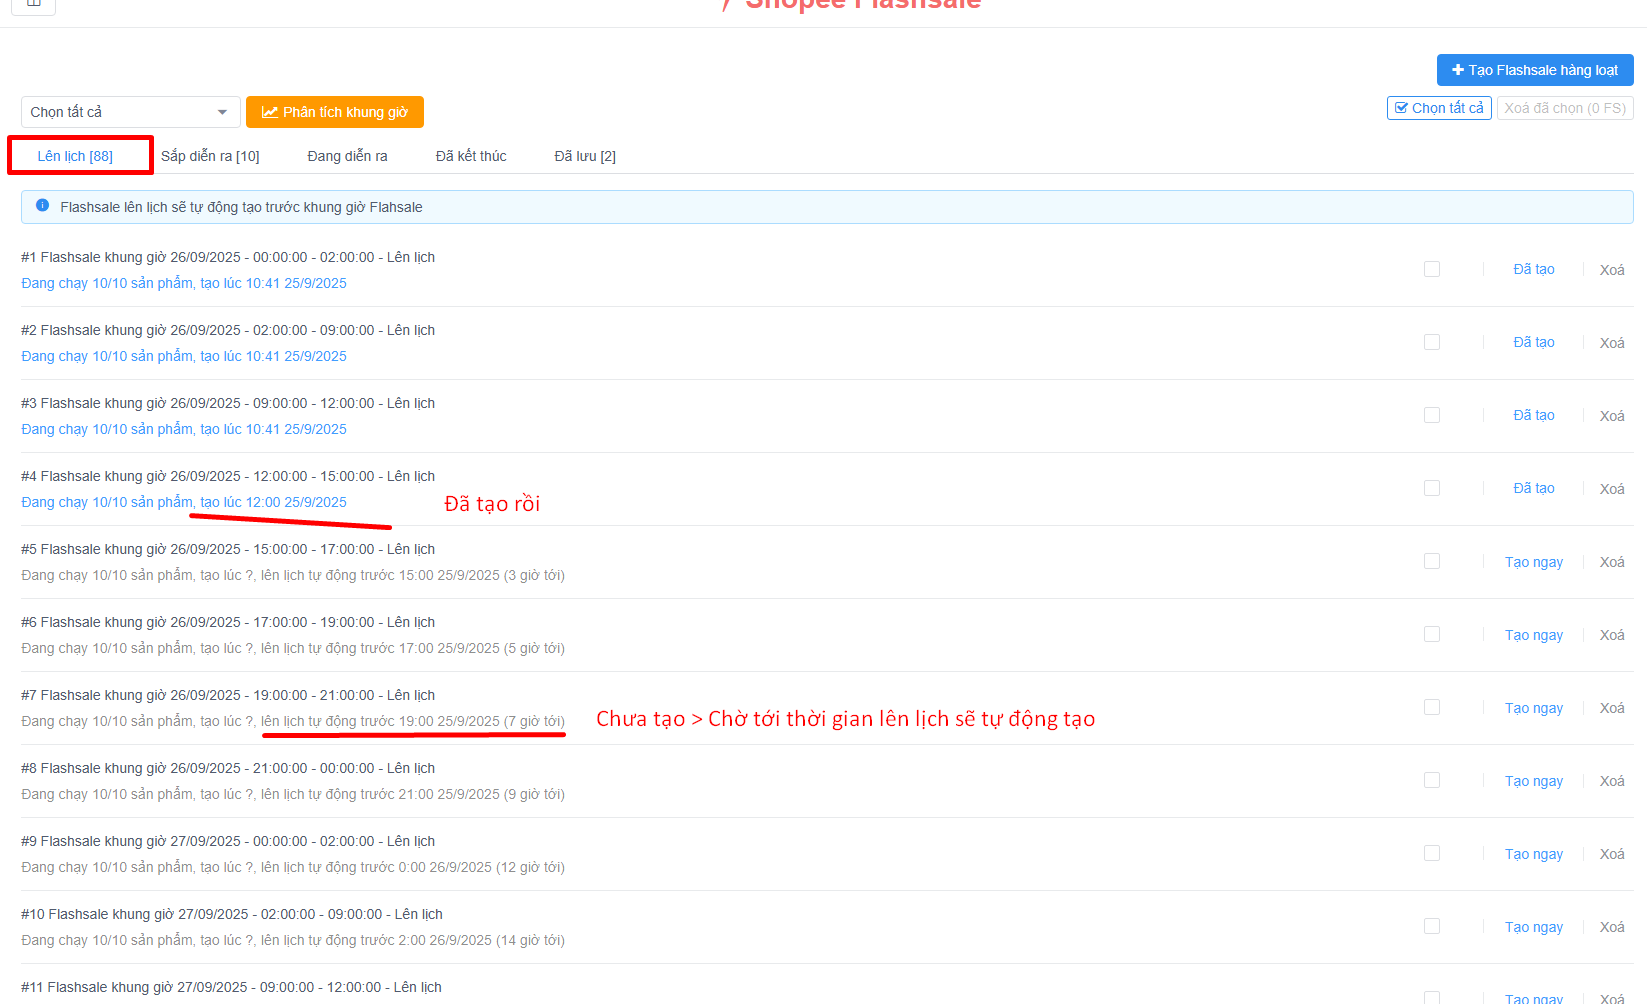 Shopee Flashsale
Tạo Flashsale hàng loạt
Chọn tất cả
Phân tích khung giờ
Chọn tất cả
Xoá đã chọn (0 FS)
Lên lịch [88]
Sắp diễn ra [10]
Đang diễn ra
Đã kết thúc
Đã lưu [2]
Flashsale lên lịch sẽ tự động tạo trước khung giờ Flahsale
#1 Flashsale khung giờ 26/09/2025 - 00:00:00 - 02:00:00 - Lên lịch
Đang chạy 10/10 sản phẩm, tạo lúc 10:41 25/9/2025
Đã tạo
Xoá
#2 Flashsale khung giờ 26/09/2025 - 02:00:00 - 09:00:00 - Lên lịch
Đang chạy 10/10 sản phẩm, tạo lúc 10:41 25/9/2025
Đã tạo
Xoá
#3 Flashsale khung giờ 26/09/2025 - 09:00:00 - 12:00:00 - Lên lịch
Đang chạy 10/10 sản phẩm, tạo lúc 10:41 25/9/2025
Đã tạo
Xoá
#4 Flashsale khung giờ 26/09/2025 - 12:00:00 - 15:00:00 - Lên lịch
Đang chạy 10/10 sản phẩm, tạo lúc 12:00 25/9/2025
Đã tạo rồi
Đã tạo
Xoá
#5 Flashsale khung giờ 26/09/2025 - 15:00:00 - 17:00:00 - Lên lịch
Đang chạy 10/10 sản phẩm, tạo lúc ?, lên lịch tự động trước 15:00 25/9/2025 (3 giờ tới)
Tạo ngay
Xoá
#6 Flashsale khung giờ 26/09/2025 - 17:00:00 - 19:00:00 - Lên lịch
Đang chạy 10/10 sản phẩm, tạo lúc ?, lên lịch tự động trước 17:00 25/9/2025 (5 giờ tới)
Tạo ngay
Xoá
#7 Flashsale khung giờ 26/09/2025 - 19:00:00 - 21:00:00 - Lên lịch
Đang chạy 10/10 sản phẩm, tạo lúc ?, lên lịch tự động trước 19:00 25/9/2025 (7 giờ tới)
Chưa tạo > Chờ tới thời gian lên lịch sẽ tự động tạo
Tạo ngay
Xoá
#8 Flashsale khung giờ 26/09/2025 - 21:00:00 - 00:00:00 - Lên lịch
Đang chạy 10/10 sản phẩm, tạo lúc ?, lên lịch tự động trước 21:00 25/9/2025 (9 giờ tới)
Tạo ngay
Xoá
#9 Flashsale khung giờ 27/09/2025 - 00:00:00 - 02:00:00 - Lên lịch
Đang chạy 10/10 sản phẩm, tạo lúc ?, lên lịch tự động trước 0:00 26/9/2025 (12 giờ tới)
Tạo ngay
Xoá
#10 Flashsale khung giờ 27/09/2025 - 02:00:00 - 09:00:00 - Lên lịch
Đang chạy 10/10 sản phẩm, tạo lúc ?, lên lịch tự động trước 2:00 26/9/2025 (14 giờ tới)
Tạo ngay
Xoá
#11 Flashsale khung giờ 27/09/2025 - 09:00:00 - 12:00:00 - Lên lịch
Tạo ngay
Xoá